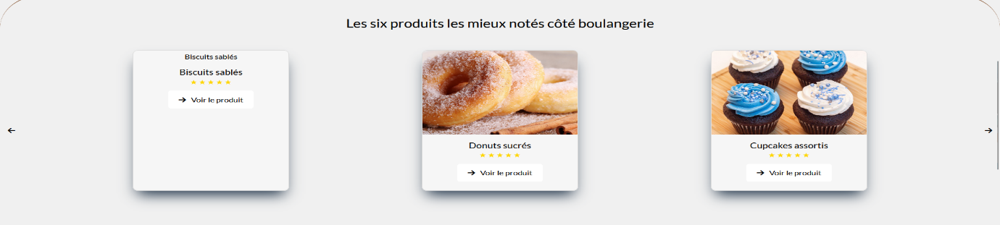 Les six produits les mieux notés côté boulangerie
Biscuits sablés
Biscuits sablés
Voir le produit
Donuts sucrés
Voir le produit
Cupcakes assortis
Voir le produit